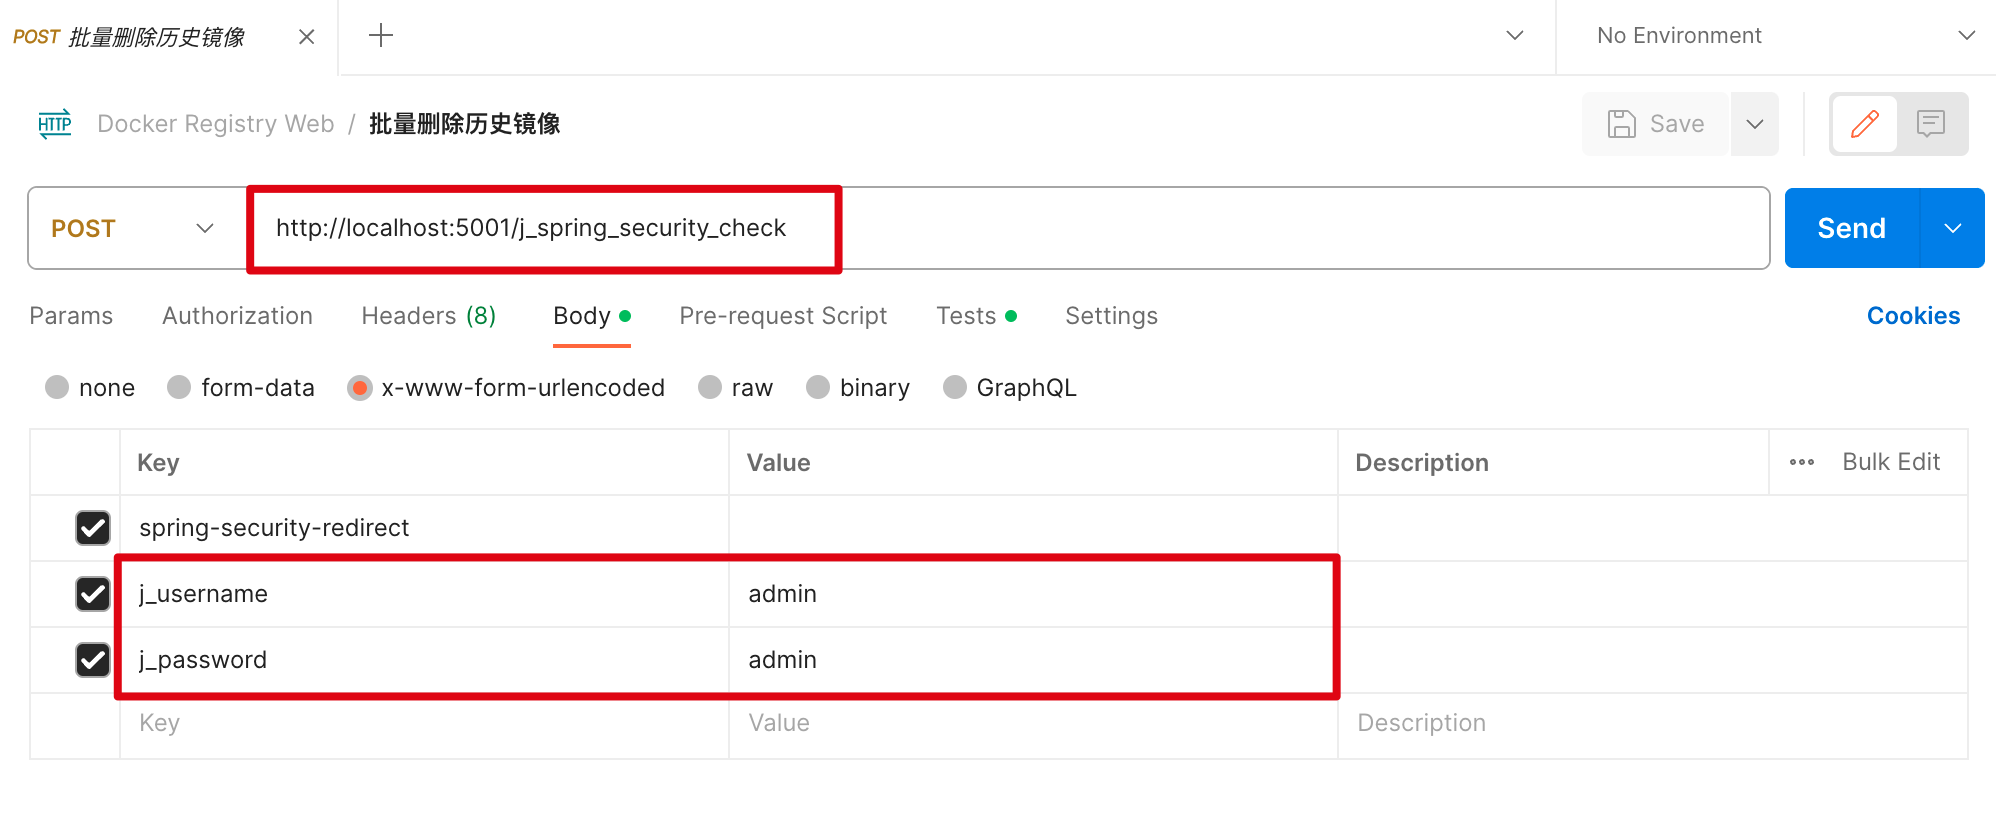 POST 批量删除历史镜像
No Environment
HTTP Docker Registry Web / 批量删除历史镜像
Save
POST http://localhost:5001/j_spring_security_check Send
Params Authorization Headers (8) Body Pre-request Script Tests Settings Cookies
none form-data x-www-form-urlencoded raw binary GraphQL
Key Value Description Bulk Edit
spring-security-redirect
j_username admin
j_password admin
Key Value Description